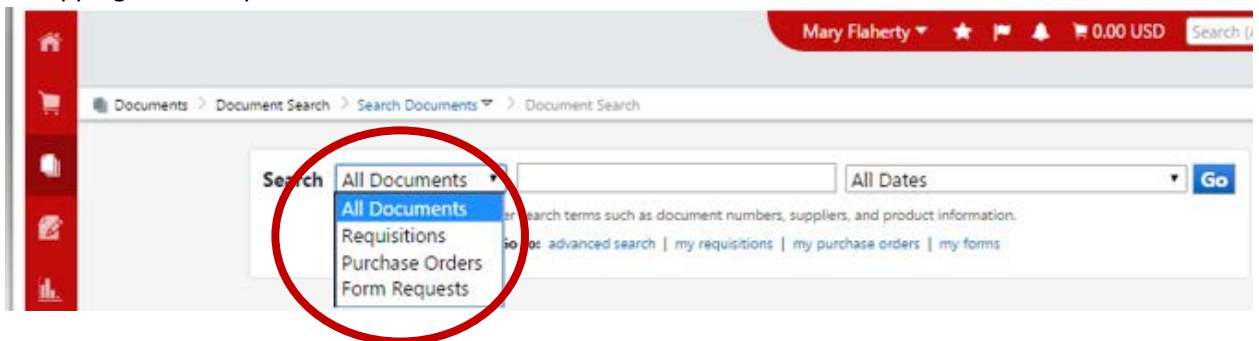 Mary Flaherty 0.00 USD Search
Documents > Document Search > Search Documents > Document Search
Search All Documents All Dates Go
All Documents
search terms such as document numbers, suppliers, and product information.
Requisitions
advanced search | my requisitions | my purchase orders | my forms
Purchase Orders
Form Requests